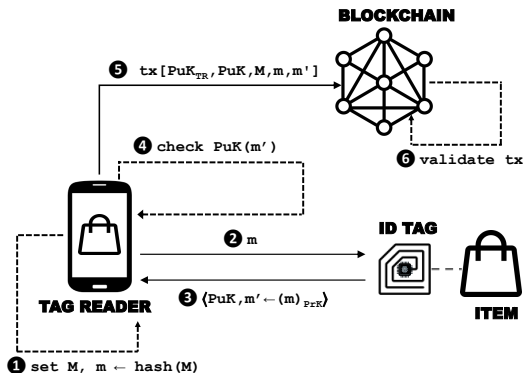 BLOCKCHAIN
❺ tx[PuK_TR,PuK,M,m,m']
❹ check PuK(m′)
❻ validate tx
❷ m
ID TAG
❸ ⟨PuK,m′←(m)_PrK⟩
TAG READER
ITEM
❶ set M, m ← hash(M)